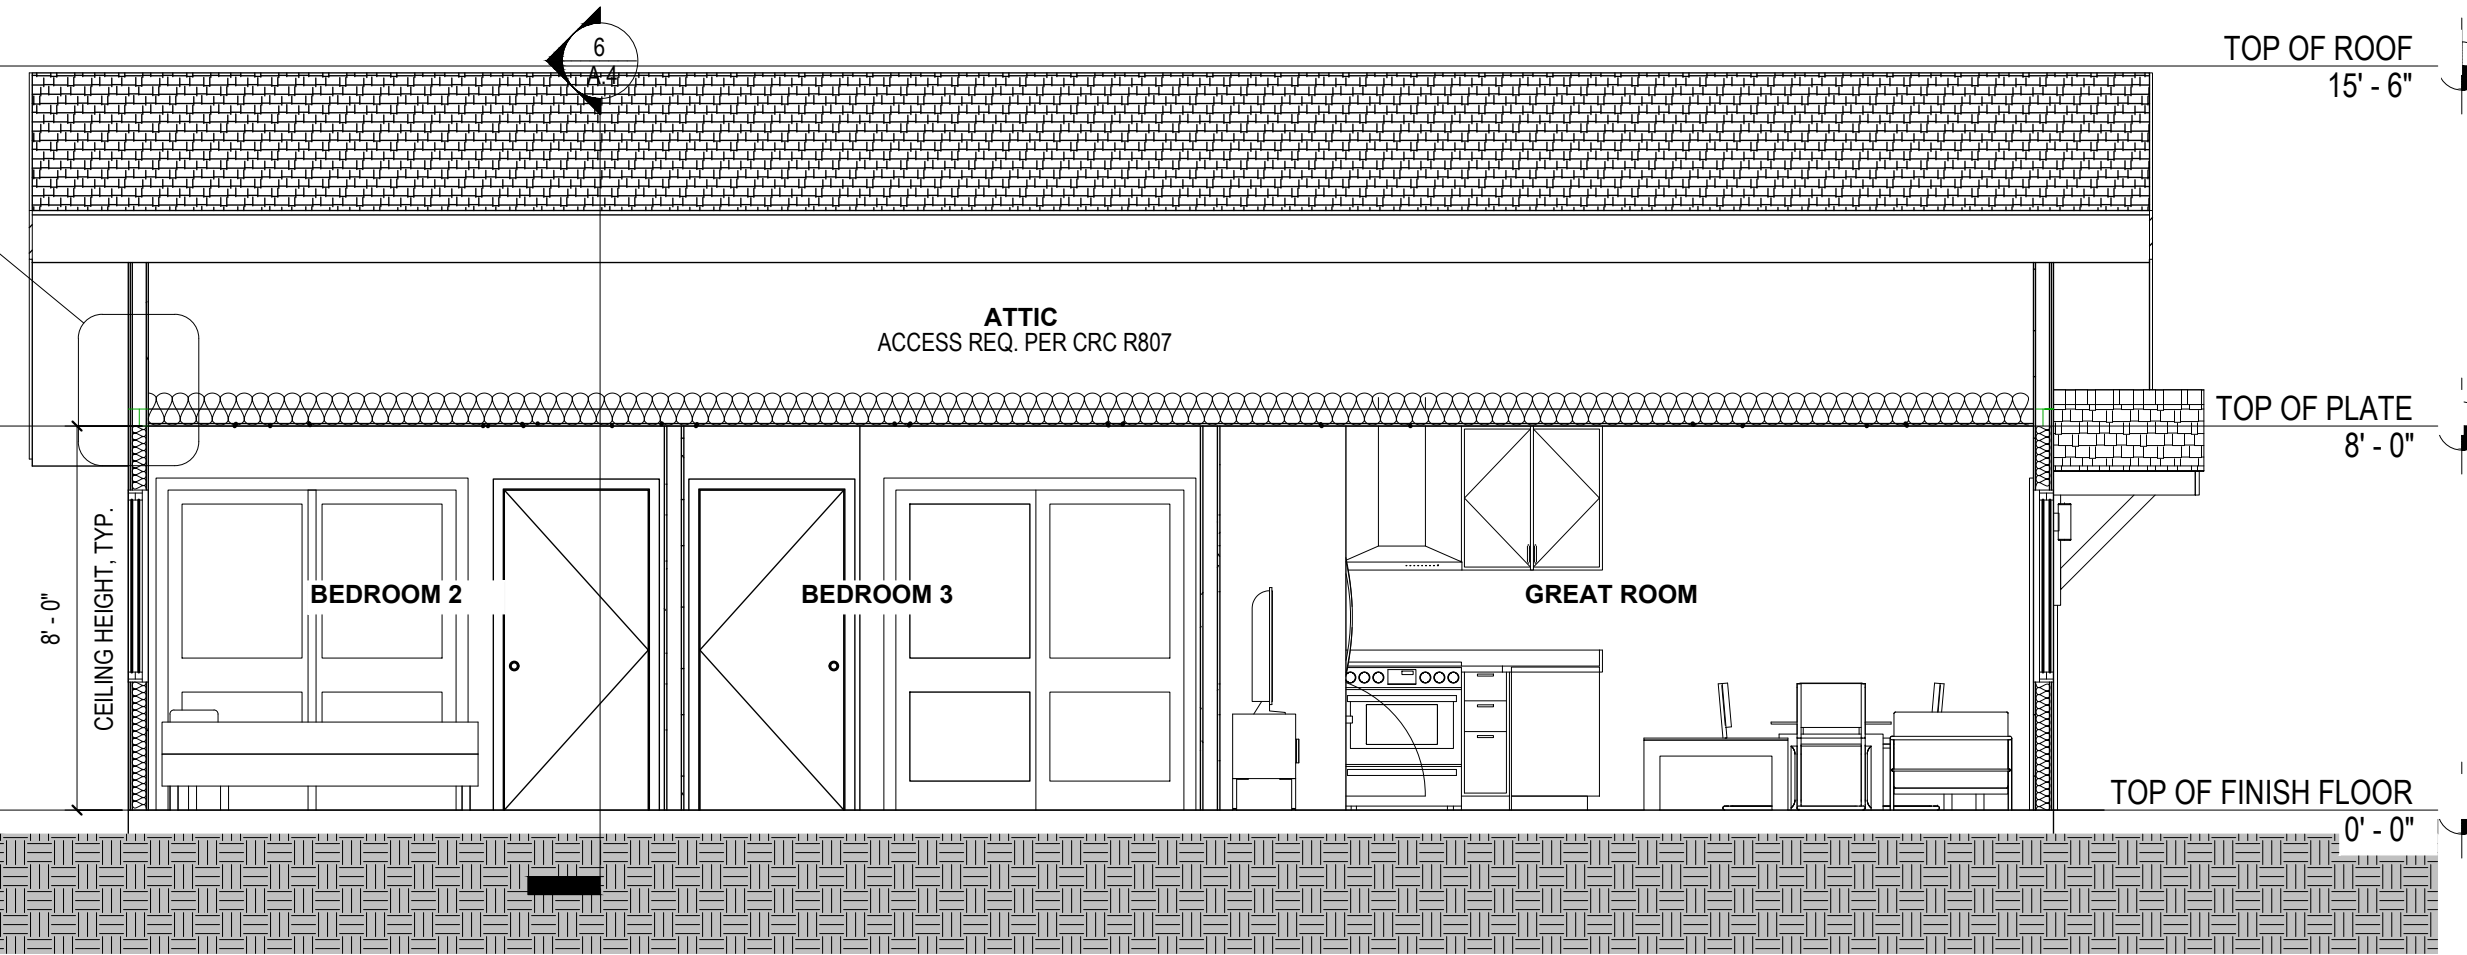 6
A.4
TOP OF ROOF
15' - 6"
ATTIC
ACCESS REQ. PER CRC R807
TOP OF PLATE
8' - 0"
8' - 0"
CEILING HEIGHT, TYP.
BEDROOM 2
BEDROOM 3
GREAT ROOM
TOP OF FINISH FLOOR
0' - 0"